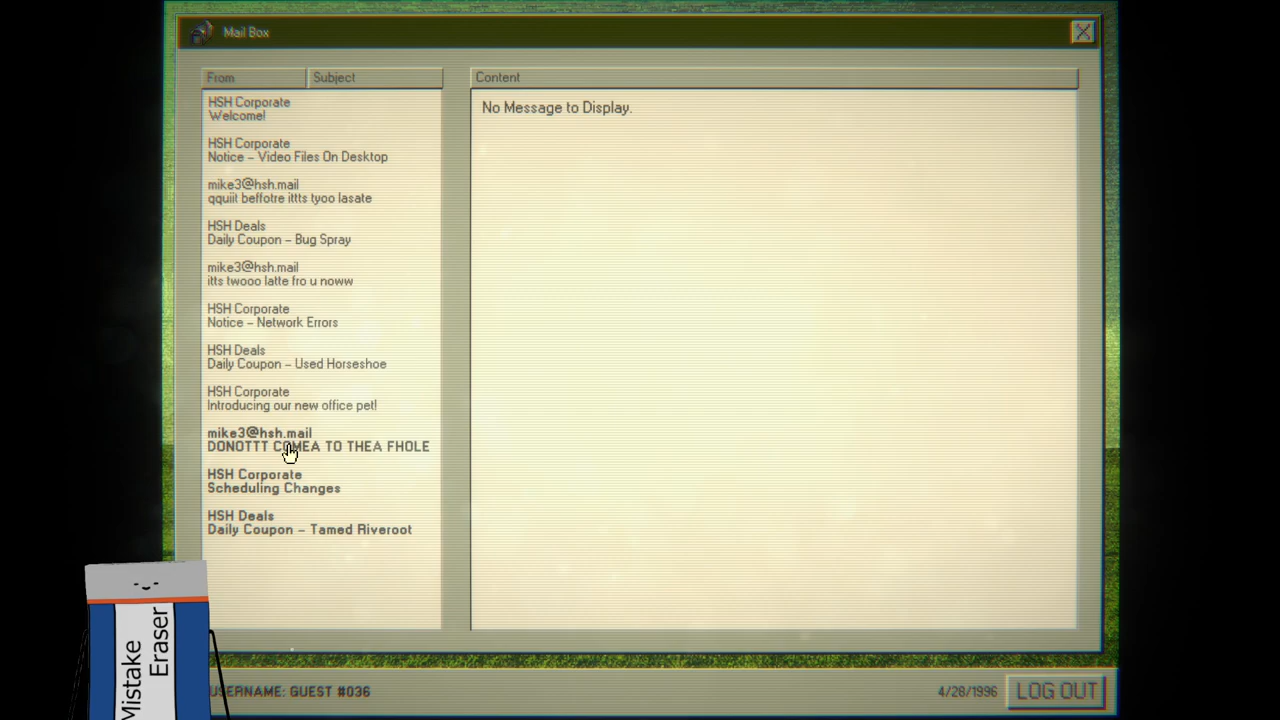 Mail Box
From Subject Content
HSH Corporate
Welcome!
No Message to Display.
HSH Corporate
Notice – Video Files On Desktop
mike3@hsh.mail
qquiit beffotre ittts tyoo lasate
HSH Deals
Daily Coupon – Bug Spray
mike3@hsh.mail
itts twooo latte fro u noww
HSH Corporate
Notice – Network Errors
HSH Deals
Daily Coupon – Used Horseshoe
HSH Corporate
Introducing our new office pet!
mike3@hsh.mail
DONOTTT COMEA TO THEA FHOLE
HSH Corporate
Scheduling Changes
HSH Deals
Daily Coupon – Tamed Riveroot
Mistake
Eraser
USERNAME: GUEST #036
4/28/1996
LOG OUT